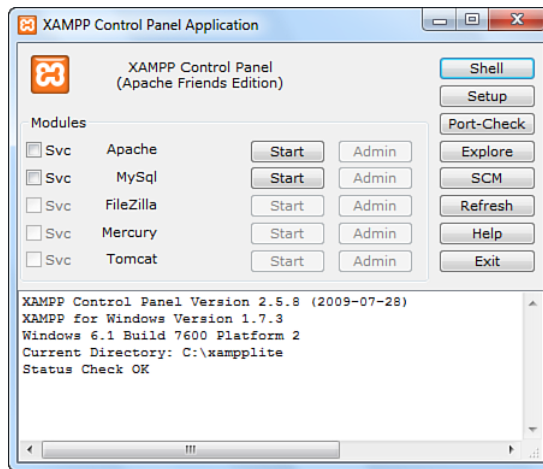 XAMPP Control Panel Application
XAMPP Control Panel
(Apache Friends Edition)
Shell
Setup
Port-Check
Explore
SCM
Refresh
Help
Exit
Modules
Svc Apache Start Admin
Svc MySql Start Admin
Svc FileZilla Start Admin
Svc Mercury Start Admin
Svc Tomcat Start Admin
XAMPP Control Panel Version 2.5.8 (2009-07-28)
XAMPP for Windows Version 1.7.3
Windows 6.1 Build 7600 Platform 2
Current Directory: C:\xampplite
Status Check OK